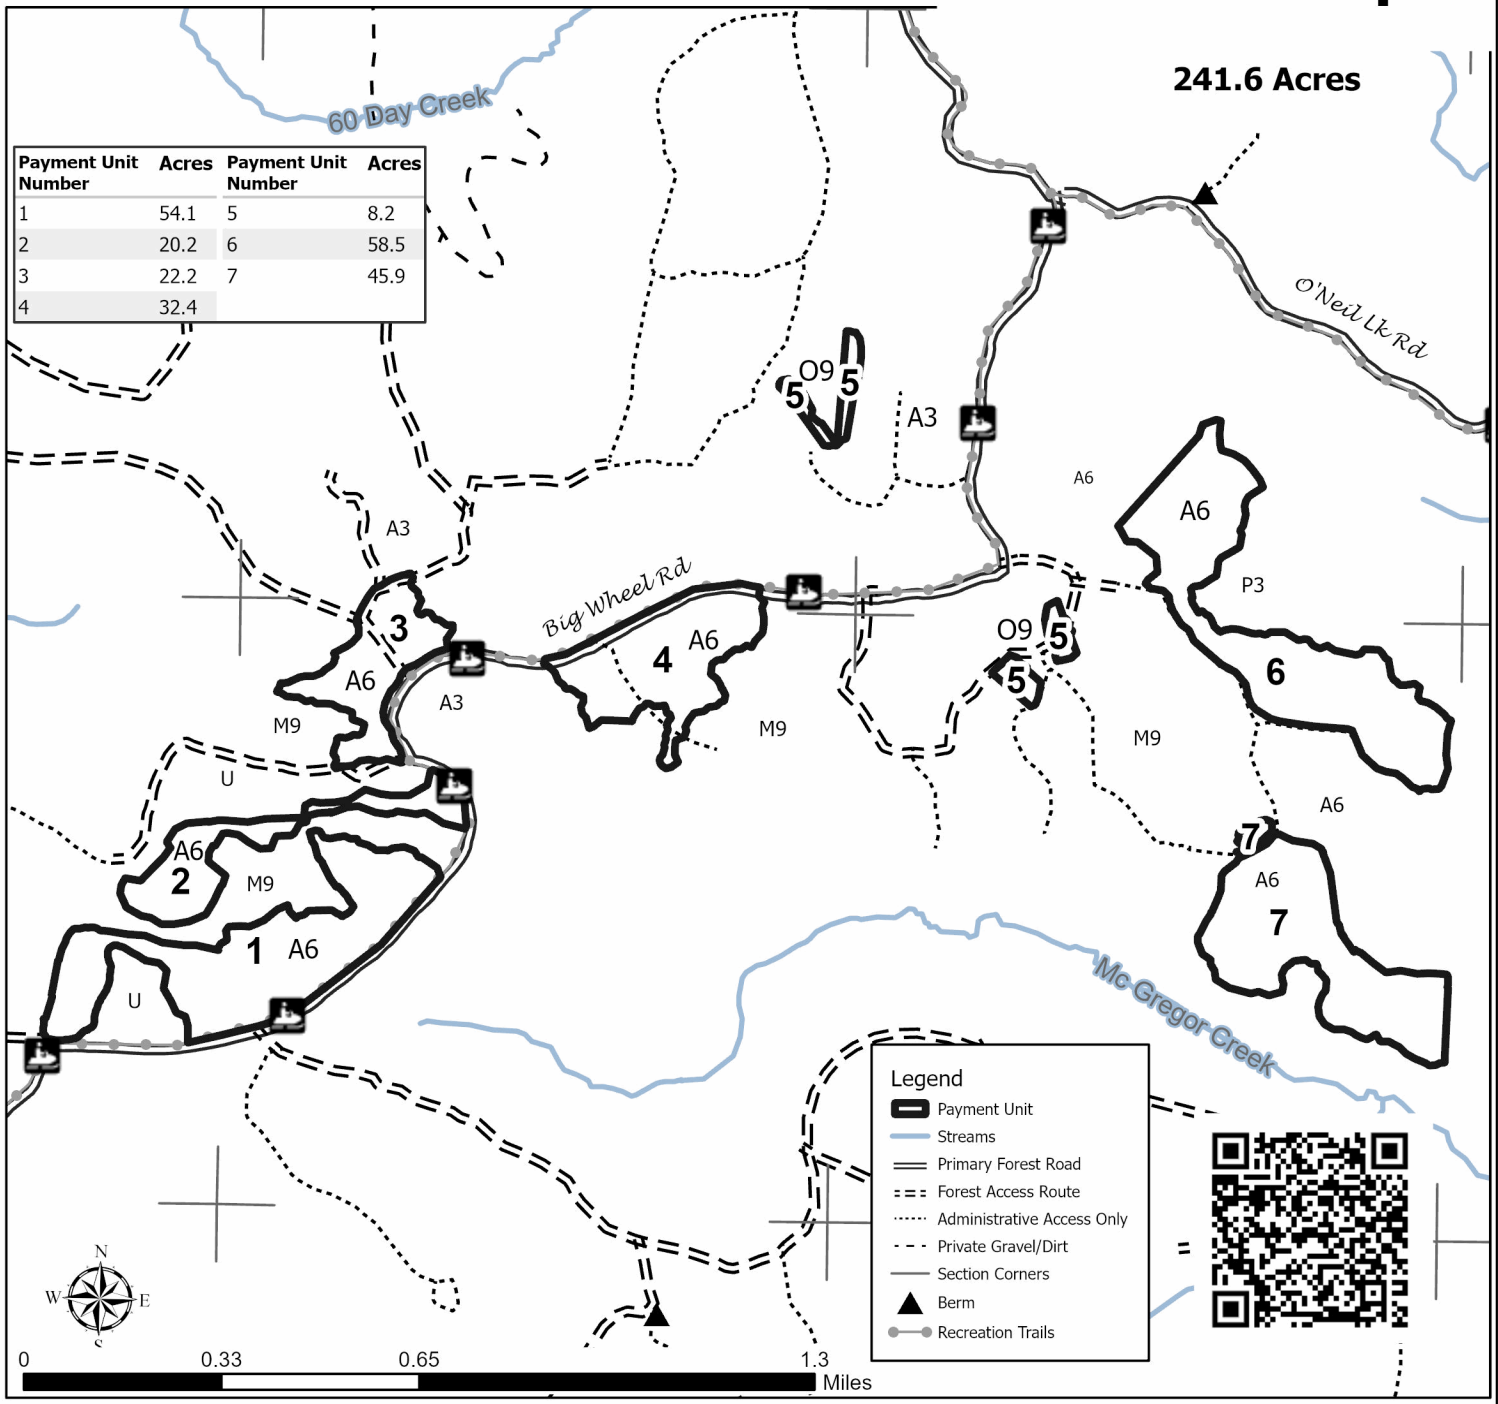 241.6 Acres
60 Day Creek
Payment Unit Number Acres Payment Unit Number Acres
1 54.1 5 8.2
2 20.2 6 58.5
3 22.2 7 45.9
4 32.4
O'Neil Lk Rd
O9
5
5
A3
A6
A6
A3
P3
Big Wheel Rd
3
O9
5
A6
4
6
5
A6
A3
M9
M9
M9
U
A6
7
A6
2
M9
A6
7
1
A6
Mc Gregor Creek
U
Legend
Payment Unit
Streams
Primary Forest Road
Forest Access Route
Administrative Access Only
Private Gravel/Dirt
Section Corners
Berm
Recreation Trails
N
W E
S
0 0.33 0.65 1.3
Miles